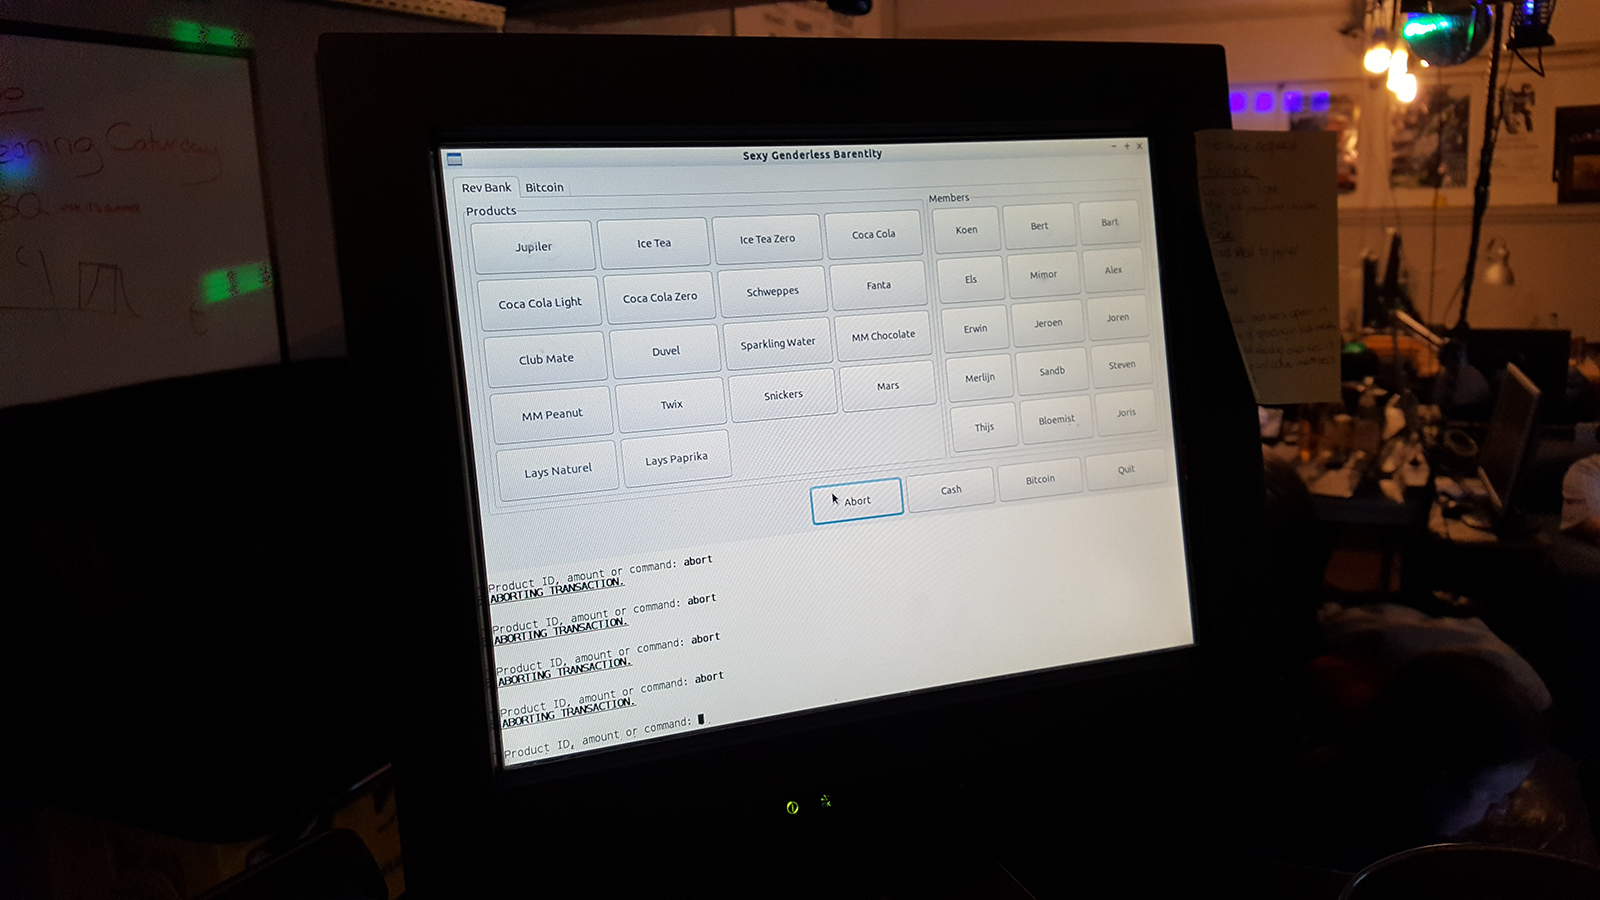 oning Caturday
BQ
Sexy Genderless Barentity
Rev Bank Bitcoin
Products
Members
Jupiler Ice Tea Ice Tea Zero Coca Cola
Koen Bert Bart
Coca Cola Light Coca Cola Zero Schweppes Fanta
Els Mimor Alex
Club Mate Duvel Sparkling Water MM Chocolate
Erwin Jeroen Joren
MM Peanut Twix Snickers Mars
Merlijn Sandb Steven
Lays Naturel Lays Paprika
Thijs Bloemist Joris
Abort Cash Bitcoin Quit
Product ID, amount or command: abort
ABORTING TRANSACTION.
Product ID, amount or command: abort
ABORTING TRANSACTION.
Product ID, amount or command: abort
ABORTING TRANSACTION.
Product ID, amount or command: abort
ABORTING TRANSACTION.
Product ID, amount or command: